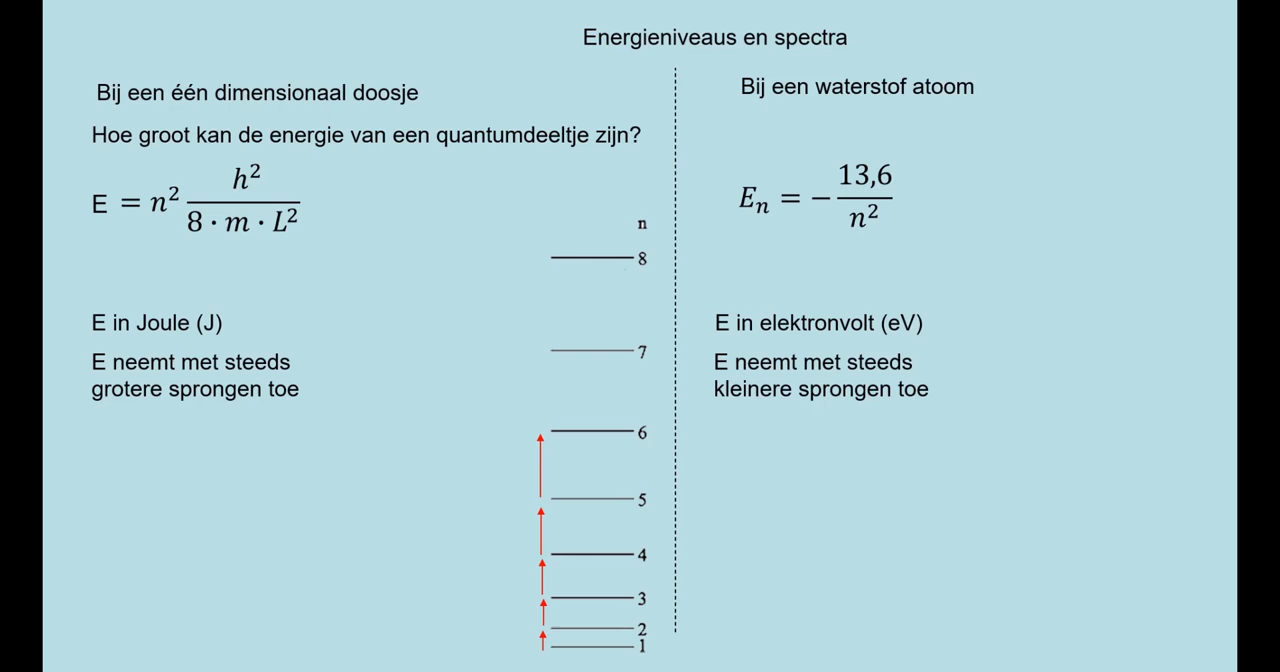 Energieniveaus en spectra
Bij een één dimensionaal doosje
Hoe groot kan de energie van een quantumdeeltje zijn?
E = n² h² / (8 · m · L²)
E in Joule (J)
E neemt met steeds
grotere sprongen toe
n
8
7
6
5
4
3
2
1
Bij een waterstof atoom
Eₙ = − 13,6 / n²
E in elektronvolt (eV)
E neemt met steeds
kleinere sprongen toe